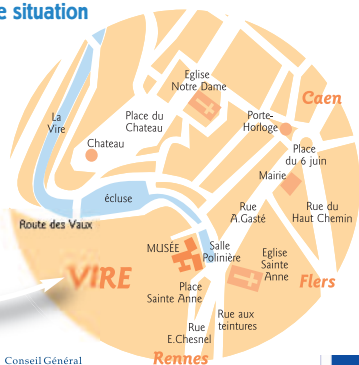 e situation
Eglise
Notre Dame
Caen
La
Vire
Place du
Chateau
Porte-
Horloge
Chateau
Place
du 6 juin
Mairie
écluse
Rue
A.Gasté
Rue du
Haut Chemin
Route des Vaux
MUSÉE
Salle
Polinière
Eglise
Sainte
Anne
VIRE
Flers
Place
Sainte Anne
Rue aux
teintures
Rue
E.Chesnel
Conseil Général
Rennes